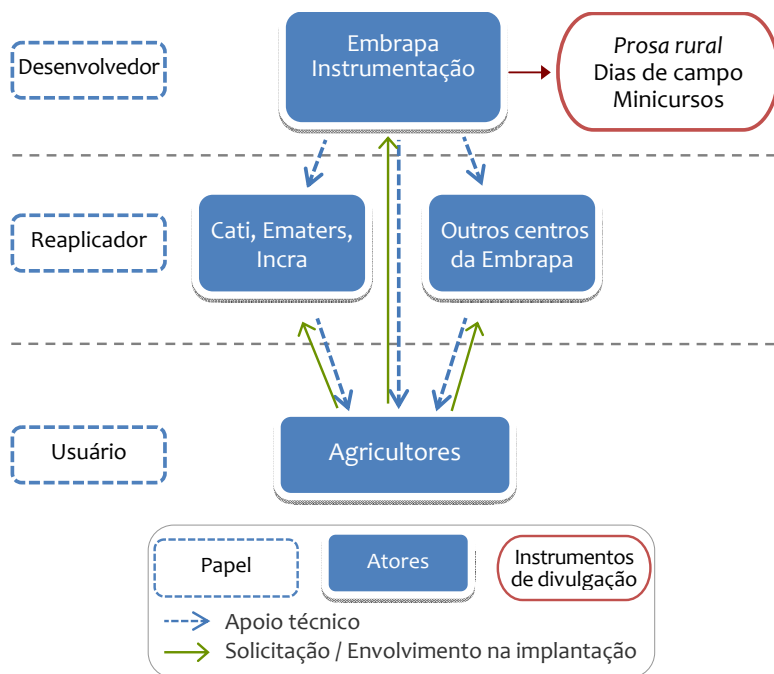 Desenvolvedor
Embrapa
Instrumentação
Prosa rural
Dias de campo
Minicursos
Reaplicador
Cati, Ematers,
Incra
Outros centros
da Embrapa
Usuário
Agricultores
Papel
Atores
Instrumentos
de divulgação
Apoio técnico
Solicitação / Envolvimento na implantação